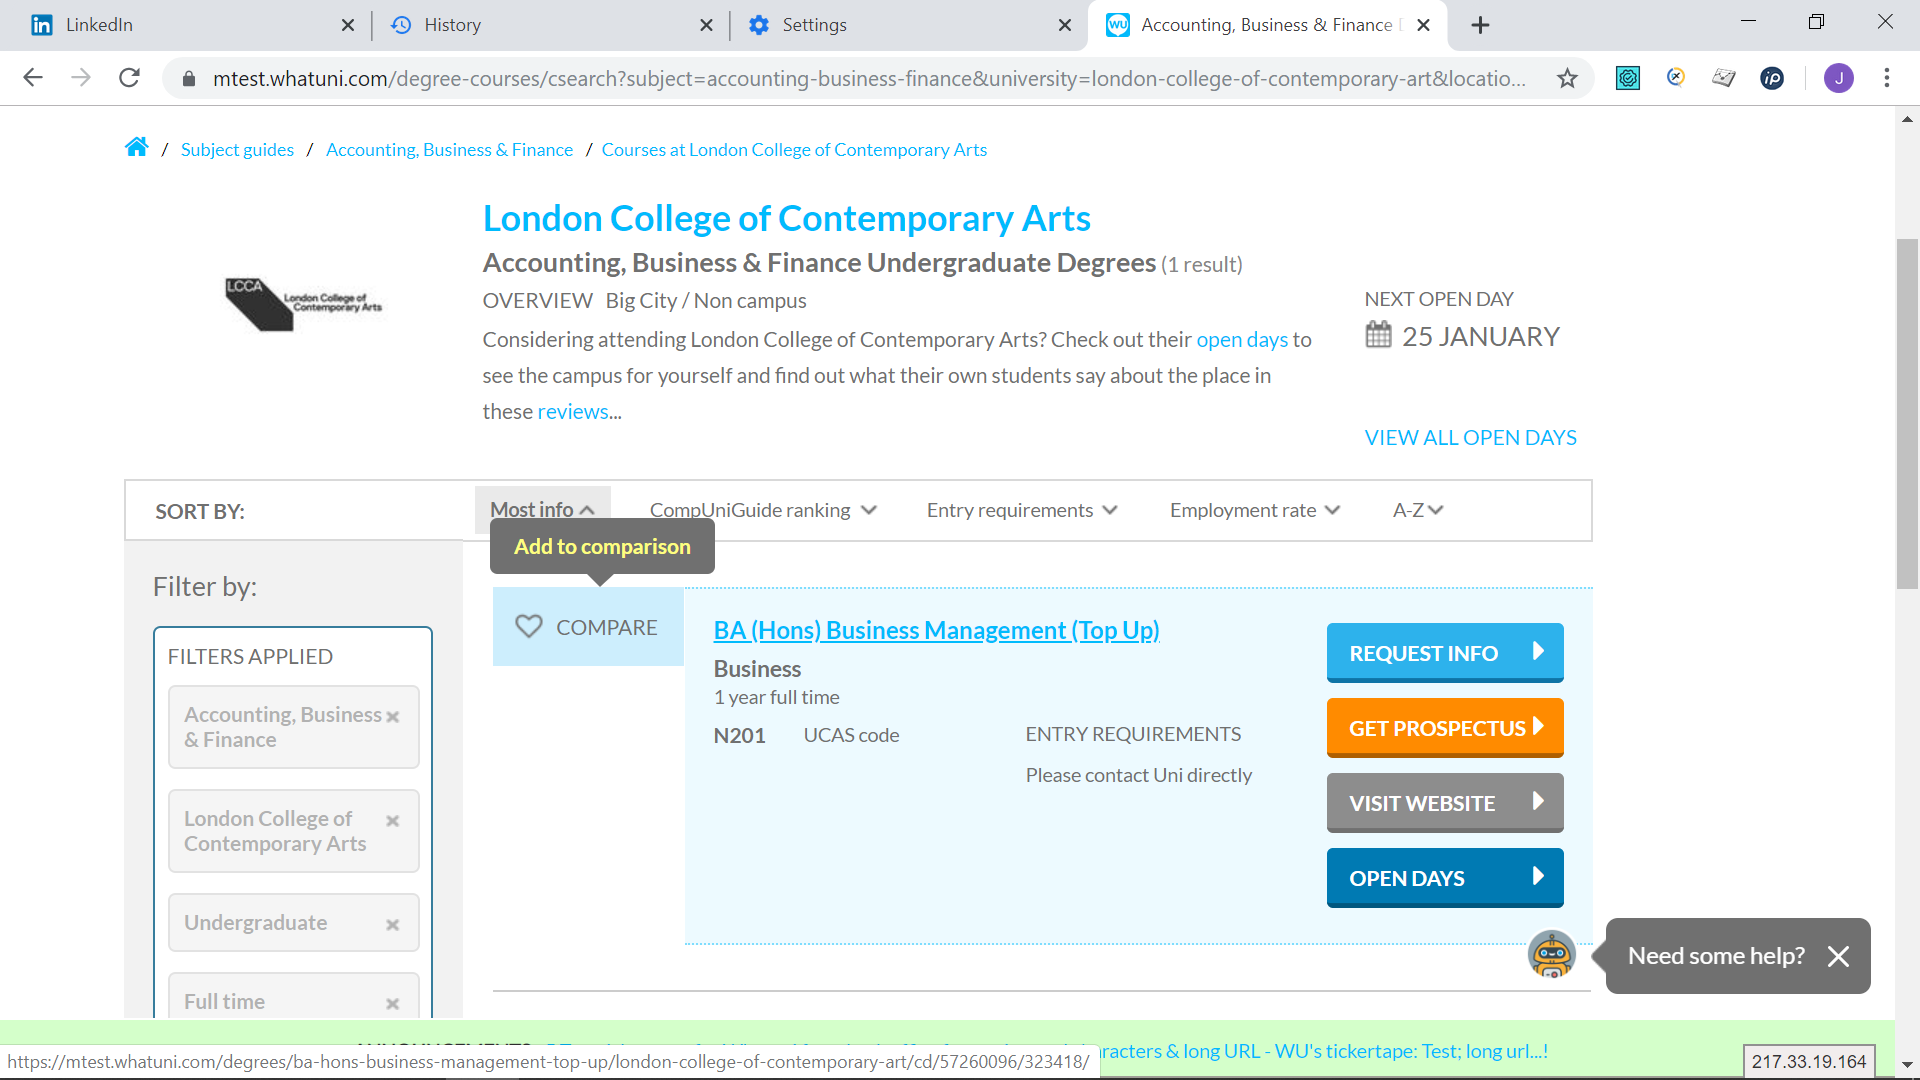 LinkedIn
History
Settings
Accounting, Business & Finance
mtest.whatuni.com/degree-courses/csearch?subject=accounting-business-finance&university=london-college-of-contemporary-art&locatio...
J
/ Subject guides / Accounting, Business & Finance / Courses at London College of Contemporary Arts
LCCA
London College of
Contemporary Arts
London College of Contemporary Arts
Accounting, Business & Finance Undergraduate Degrees (1 result)
OVERVIEW Big City / Non campus
Considering attending London College of Contemporary Arts? Check out their open days to
see the campus for yourself and find out what their own students say about the place in
these reviews...
NEXT OPEN DAY
25 JANUARY
VIEW ALL OPEN DAYS
SORT BY:
Most info
CompUniGuide ranking
Entry requirements
Employment rate
A-Z
Add to comparison
Filter by:
FILTERS APPLIED
Accounting, Business
& Finance
London College of
Contemporary Arts
Undergraduate
Full time
COMPARE
BA (Hons) Business Management (Top Up)
Business
1 year full time
N201 UCAS code
ENTRY REQUIREMENTS
Please contact Uni directly
REQUEST INFO
GET PROSPECTUS
VISIT WEBSITE
OPEN DAYS
Need some help?
& long URL - WU's tickertape: Test; long url...!
https://mtest.whatuni.com/degrees/ba-hons-business-management-top-up/london-college-of-contemporary-art/cd/57260096/323418/
217.33.19.164